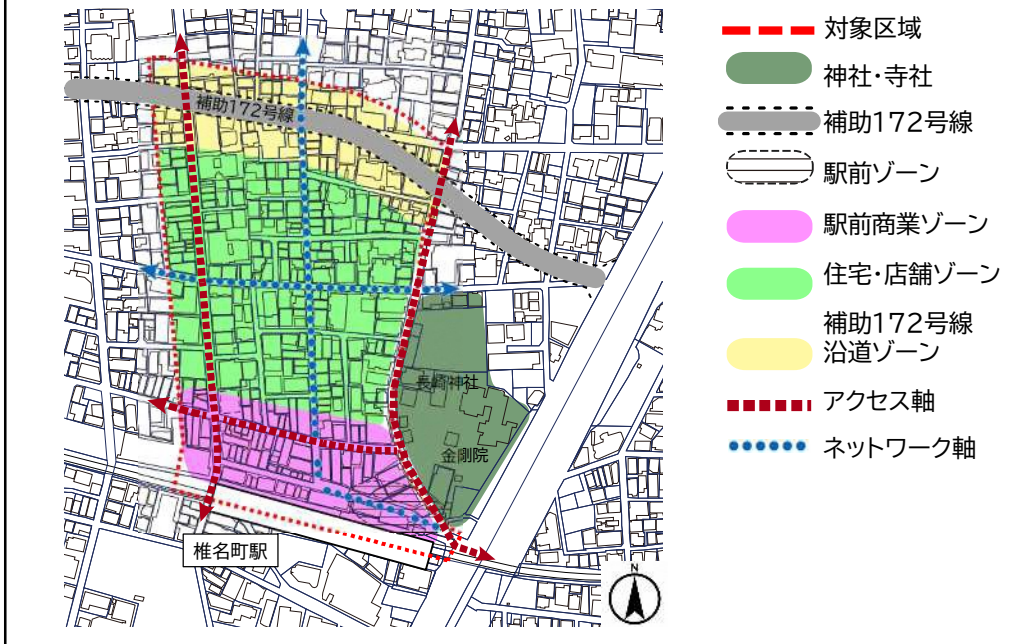 補助172号線
長崎神社
金剛院
椎名町駅
N
対象区域
神社・寺社
補助172号線
駅前ゾーン
駅前商業ゾーン
住宅・店舗ゾーン
補助172号線
沿道ゾーン
アクセス軸
ネットワーク軸